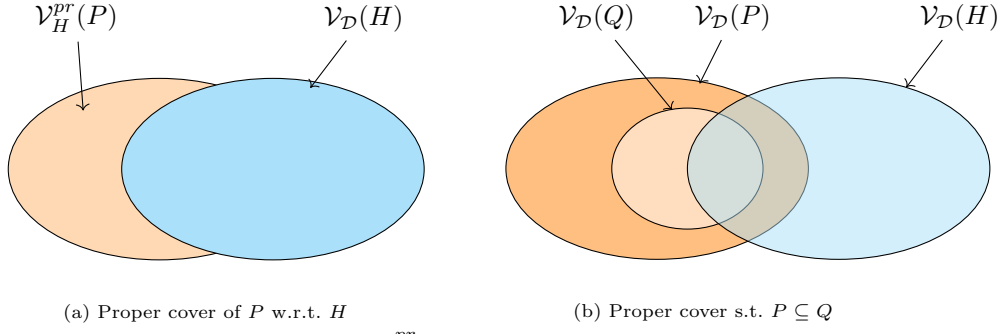 𝒱_H^{pr}(P)
𝒱_𝒟(H)
𝒱_𝒟(Q)
𝒱_𝒟(P)
𝒱_𝒟(H)
(a) Proper cover of P w.r.t. H
(b) Proper cover s.t. P ⊆ Q